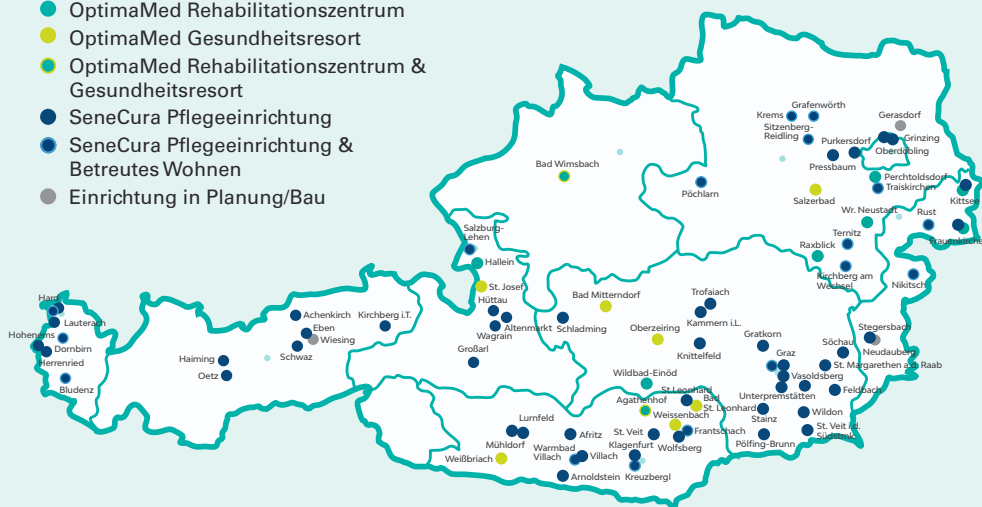 OptimaMed Rehabilitationszentrum
OptimaMed Gesundheitsresort
OptimaMed Rehabilitationszentrum &
Gesundheitsresort
SeneCura Pflegeeinrichtung
SeneCura Pflegeeinrichtung &
Betreutes Wohnen
Einrichtung in Planung/Bau
Grafenwörth
Krems
Sitzenberg-
Reidling
Gerasdorf
Purkersdorf
Grinzing
Oberdöbling
Pressbaum
Bad Wimsbach
Pöchlarn
Perchtoldsdorf
Traiskirchen
Kittsee
Salzerbad
Wr. Neustadt
Rust
Frauenkirchen
Ternitz
Raxblick
Kirchberg am
Wechsel
Nikitsch
Salzburg-
Lehen
Hallein
St. Josef
Hüttau
Altenmarkt
Wagrain
Großarl
Schladming
Bad Mitterndorf
Trofaiach
Kammern i.L.
Oberzeiring
Knittelfeld
Gratkorn
Graz
Söchau
Stegersbach
Neudauberg
St. Margarethen a.d. Raab
Vasoldsberg
Feldbach
Unterpremstätten
Wildon
Stainz
St. Veit i.d.
Südstmk.
Pölfing-Brunn
Hard
Lauterach
Hohenems
Dornbirn
Herrenried
Bludenz
Achenkirch
Eben
Wiesing
Schwaz
Kirchberg i.T.
Haiming
Oetz
Wildbad-Einöd
St.Leonhard
Bad
St. Leonhard
Agathenhof
Weissenbach
Frantschach
Wolfsberg
Lurnfeld
Mühldorf
Afritz
St. Veit
Klagenfurt
Warmbad
Villach
Villach
Weißbriach
Arnoldstein
Kreuzbergl